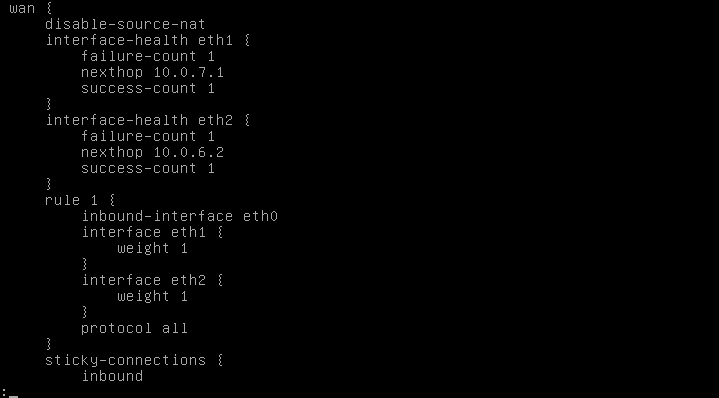 wan {
    disable-source-nat
    interface-health eth1 {
        failure-count 1
        nexthop 10.0.7.1
        success-count 1
    }
    interface-health eth2 {
        failure-count 1
        nexthop 10.0.6.2
        success-count 1
    }
    rule 1 {
        inbound-interface eth0
        interface eth1 {
            weight 1
        }
        interface eth2 {
            weight 1
        }
        protocol all
    }
    sticky-connections {
        inbound
:_